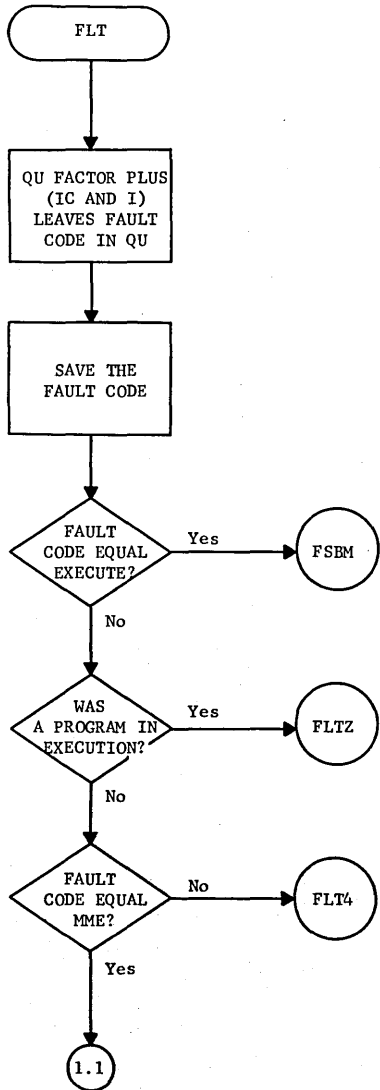 FLT
QU FACTOR PLUS
(IC AND I)
LEAVES FAULT
CODE IN QU
SAVE THE
FAULT CODE
FAULT
CODE EQUAL
EXECUTE?
Yes
FSBM
No
WAS
A PROGRAM IN
EXECUTION?
Yes
FLTZ
No
FAULT
CODE EQUAL
MME?
No
FLT4
Yes
1.1